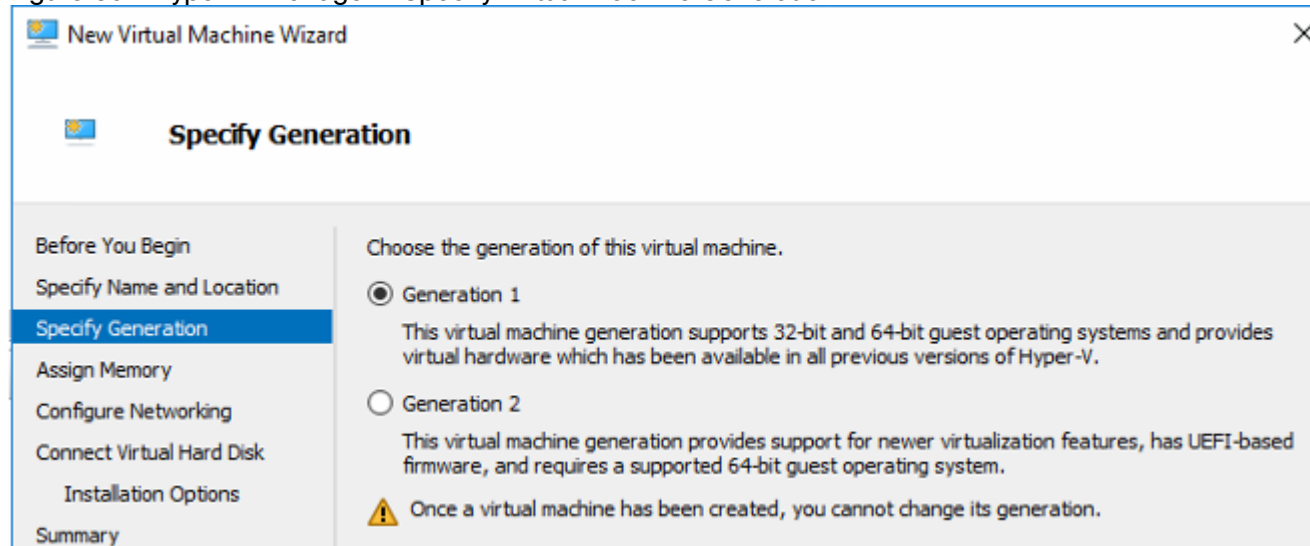 New Virtual Machine Wizard
Specify Generation
Before You Begin
Specify Name and Location
Specify Generation
Assign Memory
Configure Networking
Connect Virtual Hard Disk
Installation Options
Summary
Choose the generation of this virtual machine.
Generation 1
This virtual machine generation supports 32-bit and 64-bit guest operating systems and provides
virtual hardware which has been available in all previous versions of Hyper-V.
Generation 2
This virtual machine generation provides support for newer virtualization features, has UEFI-based
firmware, and requires a supported 64-bit guest operating system.
Once a virtual machine has been created, you cannot change its generation.